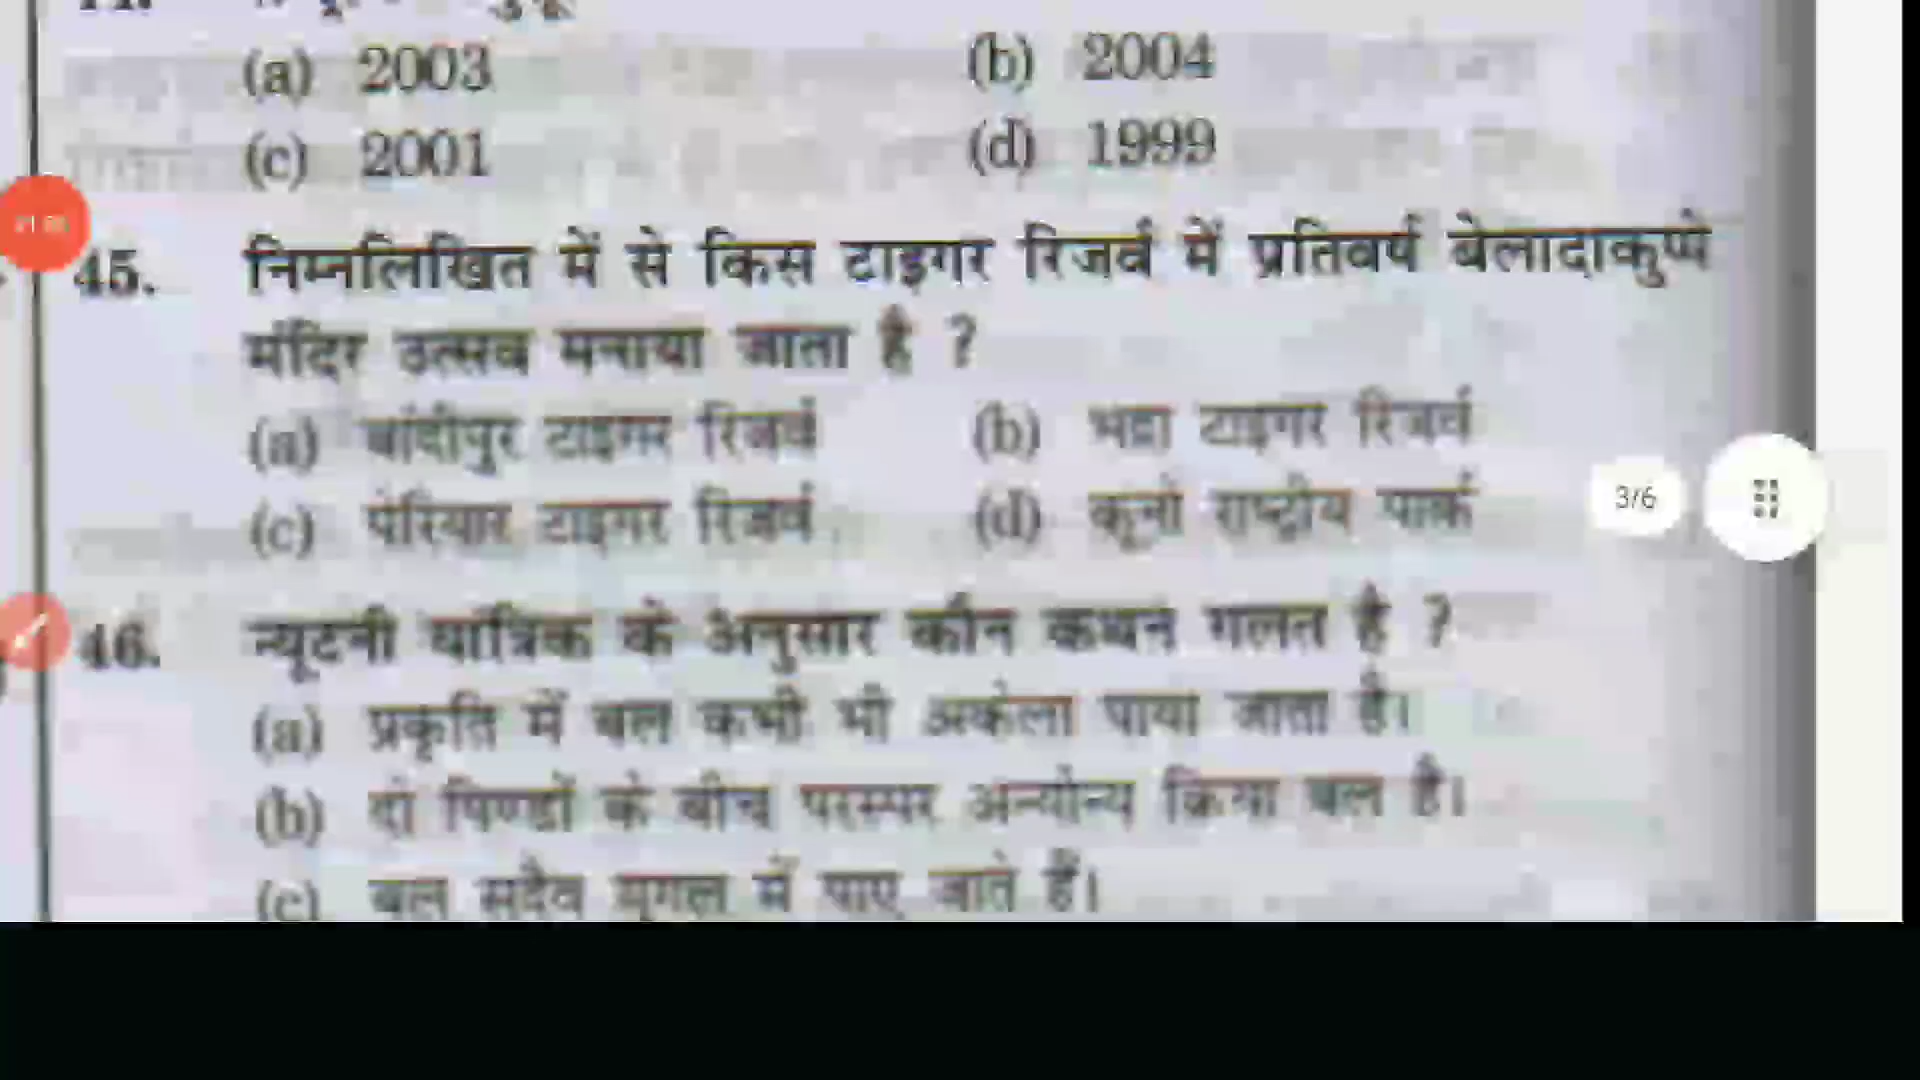 (a) 2003 (b) 2004
(c) 2001 (d) 1999
45. निम्नलिखित में से किस टाइगर रिजर्व में प्रतिवर्ष बेलादाकुप्पे
मंदिर उत्सव मनाया जाता है ?
(a) बांदीपुर टाइगर रिजर्व (b) भद्रा टाइगर रिजर्व
(c) पेरियार टाइगर रिजर्व (d) कूनो राष्ट्रीय पार्क
3/6
46. न्यूटनी यांत्रिक के अनुसार कौन कथन गलत है ?
(a) प्रकृति में बल कभी भी अकेला पाया जाता है।
(b) दो पिण्डों के बीच परस्पर अन्योन्य क्रिया बल है।
(c) बल सदैव युगल में पाए जाते हैं।